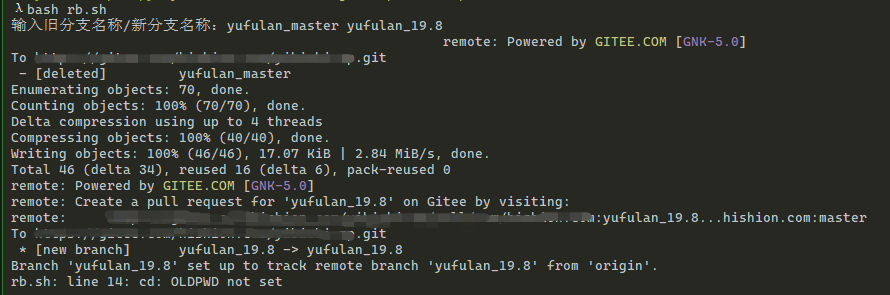 λ bash rb.sh
输入旧分支名称/新分支名称：yufulan_master yufulan_19.8
remote: Powered by GITEE.COM [GNK-5.0]
To .git
- [deleted] yufulan_master
Enumerating objects: 70, done.
Counting objects: 100% (70/70), done.
Delta compression using up to 4 threads
Compressing objects: 100% (40/40), done.
Writing objects: 100% (46/46), 17.07 KiB | 2.84 MiB/s, done.
Total 46 (delta 34), reused 16 (delta 6), pack-reused 0
remote: Powered by GITEE.COM [GNK-5.0]
remote: Create a pull request for 'yufulan_19.8' on Gitee by visiting:
remote: :yufulan_19.8...hishion.com:master
To .git
* [new branch] yufulan_19.8 -> yufulan_19.8
Branch 'yufulan_19.8' set up to track remote branch 'yufulan_19.8' from 'origin'.
rb.sh: line 14: cd: OLDPWD not set